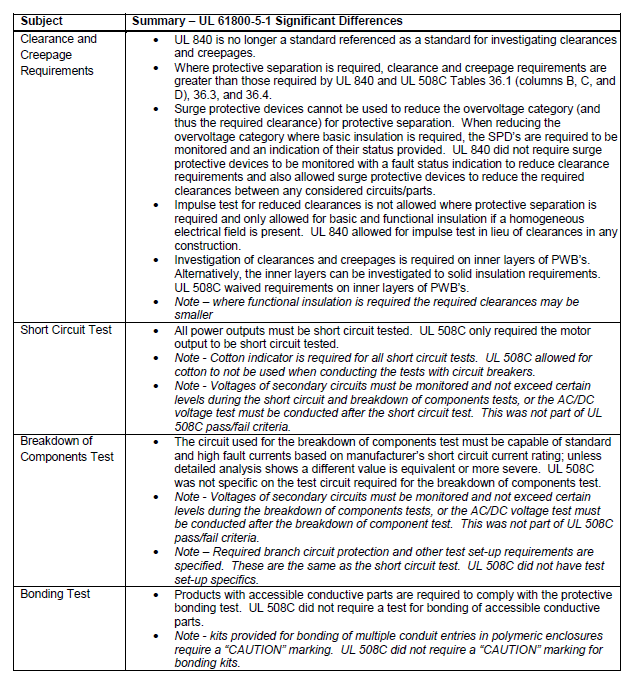 Subject Summary – UL 61800-5-1 Significant Differences
Clearance and
Creepage
Requirements
• UL 840 is no longer a standard referenced as a standard for investigating clearances
and creepages.
• Where protective separation is required, clearance and creepage requirements are
greater than those required by UL 840 and UL 508C Tables 36.1 (columns B, C, and
D), 36.3, and 36.4.
• Surge protective devices cannot be used to reduce the overvoltage category (and
thus the required clearance) for protective separation. When reducing the
overvoltage category where basic insulation is required, the SPD's are required to be
monitored and an indication of their status provided. UL 840 did not require surge
protective devices to be monitored with a fault status indication to reduce clearance
requirements and also allowed surge protective devices to reduce the required
clearances between any considered circuits/parts.
• Impulse test for reduced clearances is not allowed where protective separation is
required and only allowed for basic and functional insulation if a homogeneous
electrical field is present. UL 840 allowed for impulse test in lieu of clearances in any
construction.
• Investigation of clearances and creepages is required on inner layers of PWB's.
Alternatively, the inner layers can be investigated to solid insulation requirements.
UL 508C waived requirements on inner layers of PWB's.
• Note – where functional insulation is required the required clearances may be
smaller
Short Circuit Test
• All power outputs must be short circuit tested. UL 508C only required the motor
output to be short circuit tested.
• Note - Cotton indicator is required for all short circuit tests. UL 508C allowed for
cotton to not be used when conducting the tests with circuit breakers.
• Note - Voltages of secondary circuits must be monitored and not exceed certain
levels during the short circuit and breakdown of components tests, or the AC/DC
voltage test must be conducted after the short circuit test. This was not part of UL
508C pass/fail criteria.
Breakdown of
Components Test
• The circuit used for the breakdown of components test must be capable of standard
and high fault currents based on manufacturer's short circuit current rating; unless
detailed analysis shows a different value is equivalent or more severe. UL 508C
was not specific on the test circuit required for the breakdown of components test.
• Note - Voltages of secondary circuits must be monitored and not exceed certain
levels during the breakdown of components tests, or the AC/DC voltage test must
be conducted after the breakdown of component test. This was not part of UL 508C
pass/fail criteria.
• Note – Required branch circuit protection and other test set-up requirements are
specified. These are the same as the short circuit test. UL 508C did not have test
set-up specifics.
Bonding Test
• Products with accessible conductive parts are required to comply with the protective
bonding test. UL 508C did not require a test for bonding of accessible conductive
parts.
• Note - kits provided for bonding of multiple conduit entries in polymeric enclosures
require a "CAUTION" marking. UL 508C did not require a "CAUTION" marking for
bonding kits.